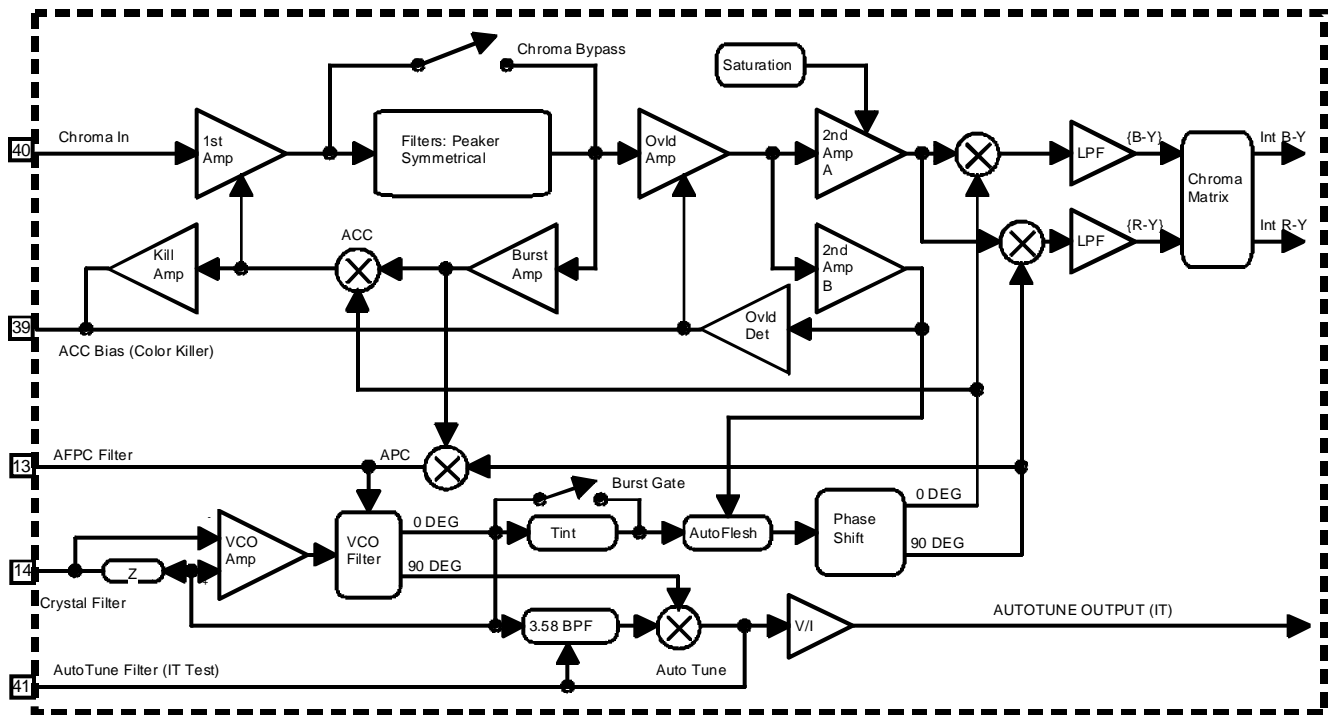 Chroma Bypass
Saturation
40
Chroma In
1st
Amp
Filters: Peaker
Symmetrical
Ovld
Amp
2nd
Amp
A
LPF
{B-Y}
Chroma
Matrix
Int B-Y
Kill
Amp
ACC
Burst
Amp
2nd
Amp
B
LPF
{R-Y}
Int R-Y
39
ACC Bias (Color Killer)
Ovld
Det
13
AFPC Filter
APC
Burst Gate
0 DEG
-
VCO
Amp
+
VCO
Filter
0 DEG
Tint
AutoFlesh
Phase
Shift
90 DEG
14
Z
90 DEG
Crystal Filter
3.58 BPF
V/I
AUTOTUNE OUTPUT (IT)
AutoTune Filter (IT Test)
Auto Tune
41